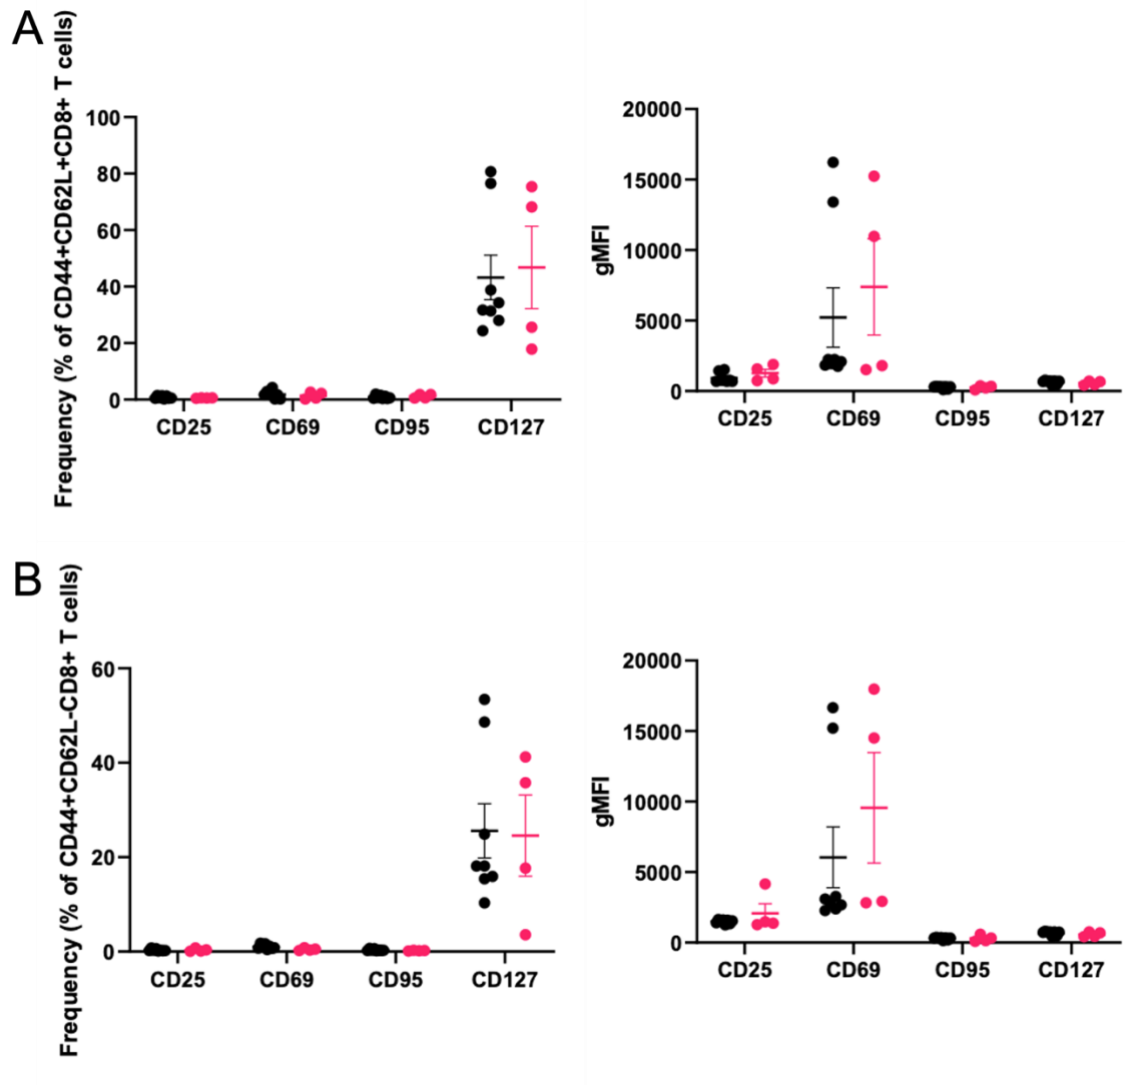 A
Frequency (% of CD44+CD62L+CD8+ T cells)
100
80
60
40
20
0
CD25 CD69 CD95 CD127
gMFI
20000
15000
10000
5000
0
CD25 CD69 CD95 CD127
B
Frequency (% of CD44+CD62L-CD8+ T cells)
60
40
20
0
CD25 CD69 CD95 CD127
gMFI
20000
15000
10000
5000
0
CD25 CD69 CD95 CD127